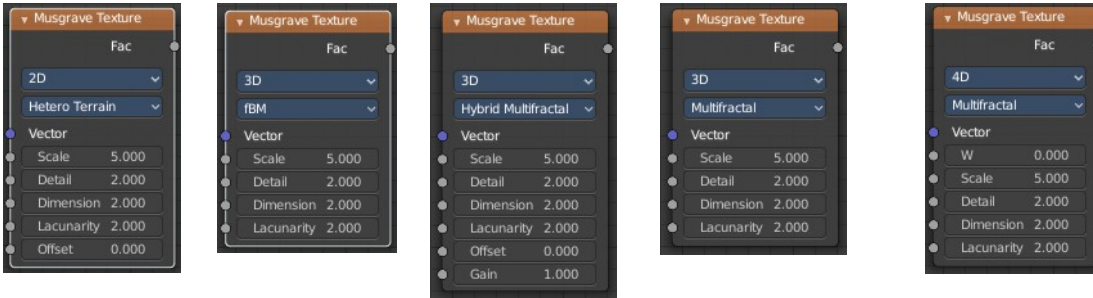 Musgrave Texture
Fac
2D
Hetero Terrain
Vector
Scale 5.000
Detail 2.000
Dimension 2.000
Lacunarity 2.000
Offset 0.000
Musgrave Texture
Fac
3D
fBM
Vector
Scale 5.000
Detail 2.000
Dimension 2.000
Lacunarity 2.000
Musgrave Texture
Fac
3D
Hybrid Multifractal
Vector
Scale 5.000
Detail 2.000
Dimension 2.000
Lacunarity 2.000
Offset 0.000
Gain 1.000
Musgrave Texture
Fac
3D
Multifractal
Vector
Scale 5.000
Detail 2.000
Dimension 2.000
Lacunarity 2.000
Musgrave Texture
Fac
4D
Multifractal
Vector
W 0.000
Scale 5.000
Detail 2.000
Dimension 2.000
Lacunarity 2.000